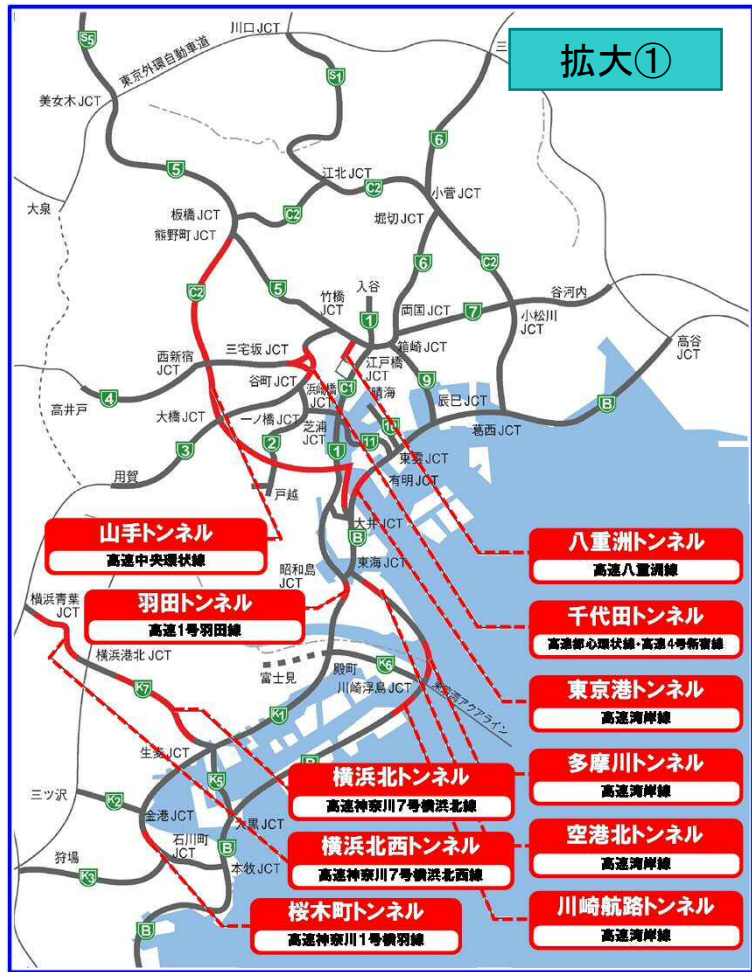 拡大①
川口JCT
三
S5
東京外環自動車道
S1
美女木JCT
6
5
江北JCT
C2
小菅JCT
大泉
板橋JCT
C2
堀切JCT
熊野町JCT
6
C2
C2
5
入谷
谷河内
竹橋
JCT
1
両国JCT
7
小松川
JCT
高谷
JCT
西新宿
JCT
三宅坂JCT
箱崎JCT
江戸橋
JCT
谷町JCT
浜崎橋
JCT
C1
晴海
9
辰巳JCT
B
4
高井戸
大橋JCT
一ノ橋JCT
芝浦
JCT
10
葛西JCT
3
2
1
11
東雲JCT
用賀
有明JCT
戸越
大井JCT
山手トンネル
高速中央環状線
B
八重洲トンネル
高速八重洲線
昭和島
JCT
東海JCT
横浜青葉
JCT
羽田トンネル
高速1号羽田線
千代田トンネル
高速都心環状線・高速4号新宿線
横浜港北JCT
殿町
K6
富士見
川崎浮島JCT
東京湾アクアライン
東京港トンネル
高速湾岸線
K7
K1
生麦JCT
多摩川トンネル
高速湾岸線
B
横浜北トンネル
高速神奈川7号横浜北線
三ツ沢
K2
K5
金港JCT
大黒JCT
空港北トンネル
高速湾岸線
横浜北西トンネル
高速神奈川7号横浜北西線
石川町
JCT
狩場
B
本牧JCT
K3
川崎航路トンネル
高速湾岸線
桜木町トンネル
高速神奈川1号横羽線
B